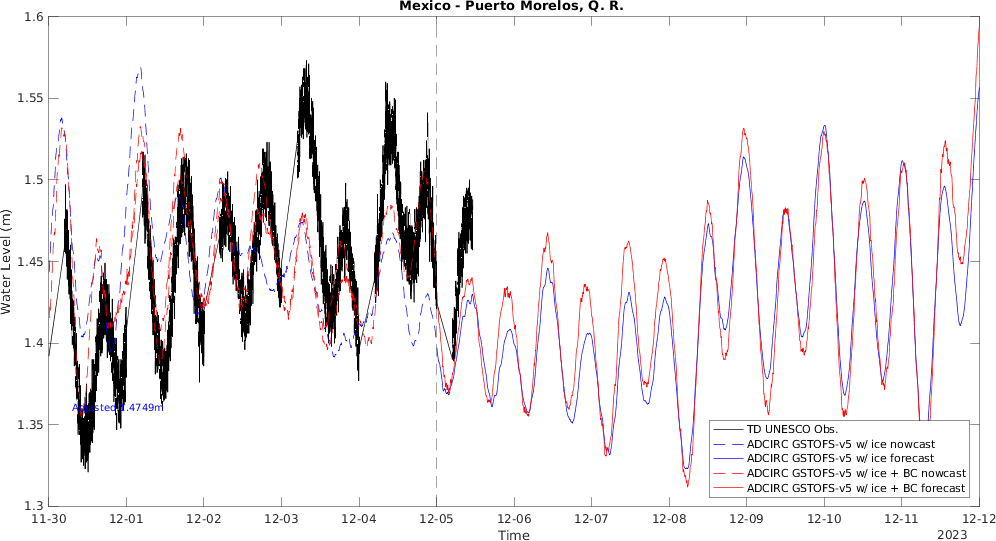 Mexico - Puerto Morelos, Q. R.
1.6
1.55
1.5
1.45
1.4
1.35
1.3
Water Level (m)
11-30
12-01
12-02
12-03
12-04
12-05
12-06
12-07
12-08
12-09
12-10
12-11
12-12
Time
2023
TD UNESCO Obs.
ADCIRC GSTOFS-v5 w/ ice nowcast
ADCIRC GSTOFS-v5 w/ ice forecast
ADCIRC GSTOFS-v5 w/ ice + BC nowcast
ADCIRC GSTOFS-v5 w/ ice + BC forecast